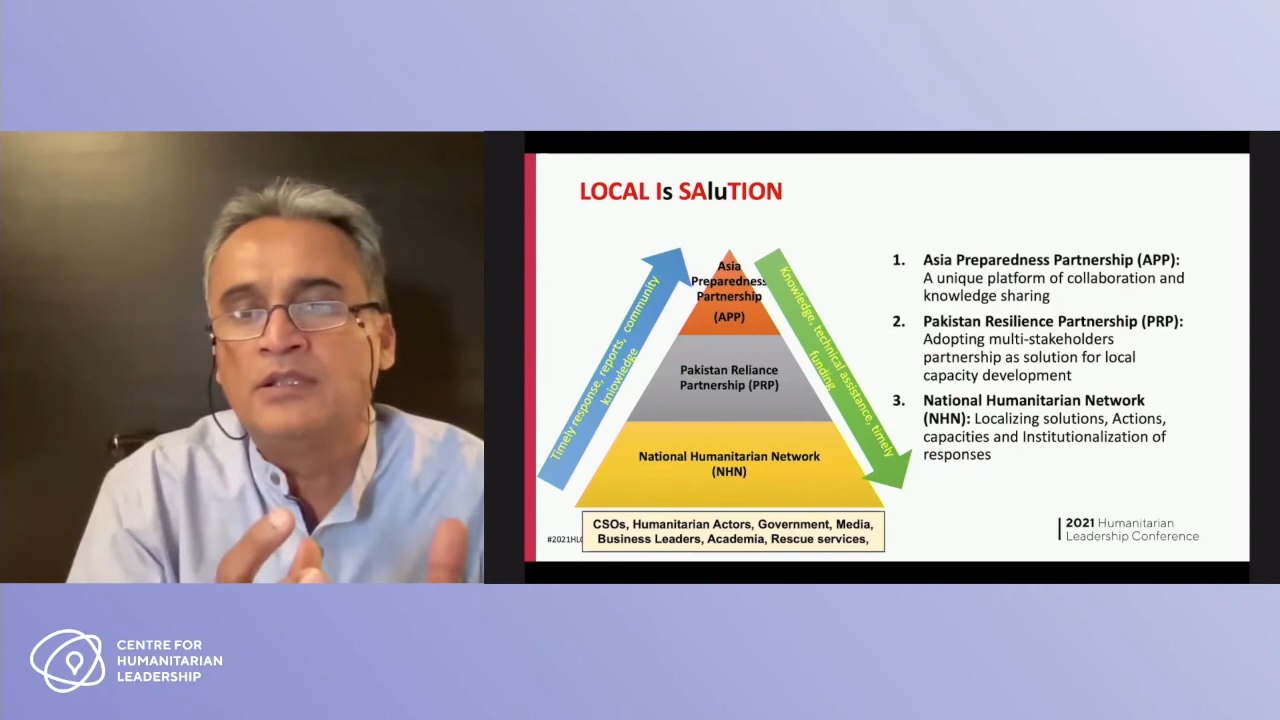 LOCAL Is SAluTION
Timely response, reports, community
kniowledge
Asia
Preparedness
Partnership
(APP)
Pakistan Reliance
Partnership (PRP)
National Humanitarian Network
(NHN)
Knowledge, technical assistance, timely
funding
CSOs, Humanitarian Actors, Government, Media,
Business Leaders, Academia, Rescue services,
#2021HLC
1. Asia Preparedness Partnership (APP):
A unique platform of collaboration and
knowledge sharing
2. Pakistan Resilience Partnership (PRP):
Adopting multi-stakeholders
partnership as solution for local
capacity development
3. National Humanitarian Network
(NHN): Localizing solutions, Actions,
capacities and Institutionalization of
responses
2021 Humanitarian
Leadership Conference
CENTRE FOR
HUMANITARIAN
LEADERSHIP